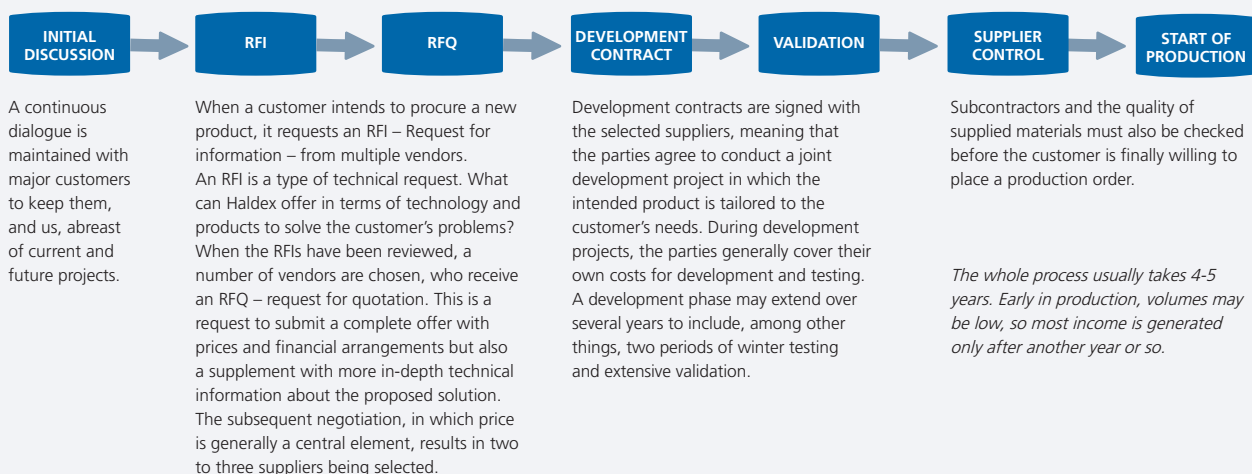 INITIAL
DISCUSSION
RFI
RFQ
DEVELOPMENT
CONTRACT
VALIDATION
SUPPLIER
CONTROL
START OF
PRODUCTION
A continuous
dialogue is
maintained with
major customers
to keep them,
and us, abreast
of current and
future projects.
When a customer intends to procure a new
product, it requests an RFI – Request for
information – from multiple vendors.
An RFI is a type of technical request. What
can Haldex offer in terms of technology and
products to solve the customer's problems?
When the RFIs have been reviewed, a
number of vendors are chosen, who receive
an RFQ – request for quotation. This is a
request to submit a complete offer with
prices and financial arrangements but also
a supplement with more in-depth technical
information about the proposed solution.
The subsequent negotiation, in which price
is generally a central element, results in two
to three suppliers being selected.
Development contracts are signed with
the selected suppliers, meaning that
the parties agree to conduct a joint
development project in which the
intended product is tailored to the
customer's needs. During development
projects, the parties generally cover their
own costs for development and testing.
A development phase may extend over
several years to include, among other
things, two periods of winter testing
and extensive validation.
Subcontractors and the quality of
supplied materials must also be checked
before the customer is finally willing to
place a production order.
The whole process usually takes 4-5
years. Early in production, volumes may
be low, so most income is generated
only after another year or so.